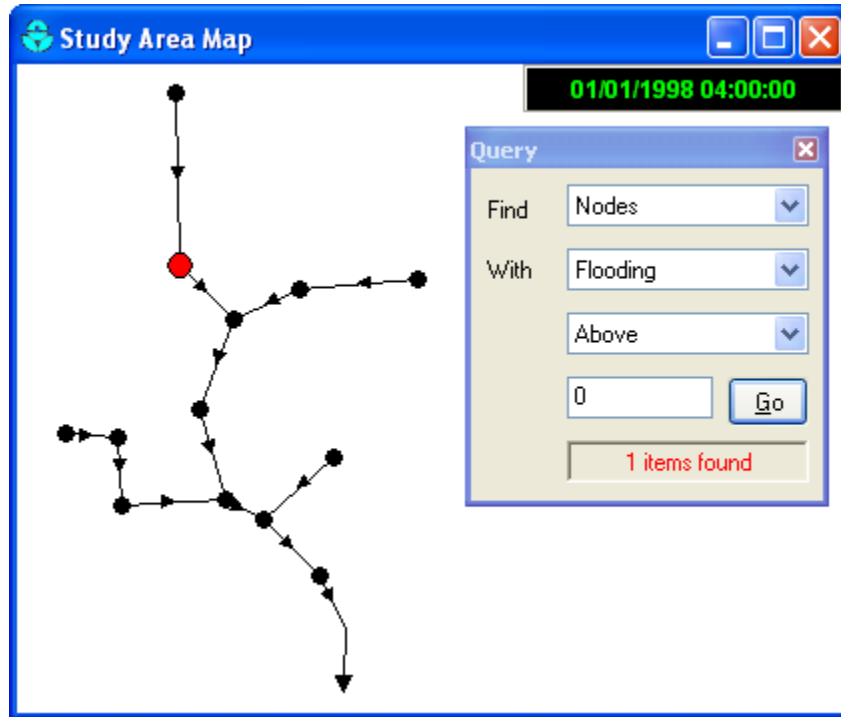 Study Area Map
01/01/1998 04:00:00
Query
Find Nodes
With Flooding
Above
0 Go
1 items found